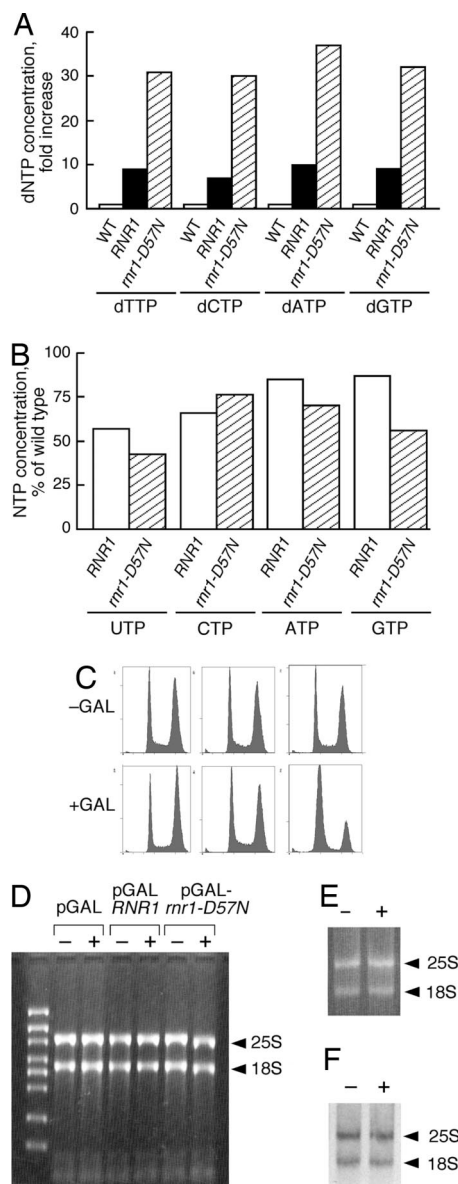 A
dNTP concentration,
fold increase
40
30
20
10
0
WT
RNR1
rnr1-D57N
WT
RNR1
rnr1-D57N
WT
RNR1
rnr1-D57N
WT
RNR1
rnr1-D57N
dTTP
dCTP
dATP
dGTP
B
NTP concentration,
% of wild type
100
75
50
25
0
RNR1
rnr1-D57N
RNR1
rnr1-D57N
RNR1
rnr1-D57N
RNR1
rnr1-D57N
UTP
CTP
ATP
GTP
C
–GAL
+GAL
D
pGAL
pGAL
RNR1
pGAL-
rnr1-D57N
– + – + – +
25S
18S
E
– +
25S
18S
F
– +
25S
18S